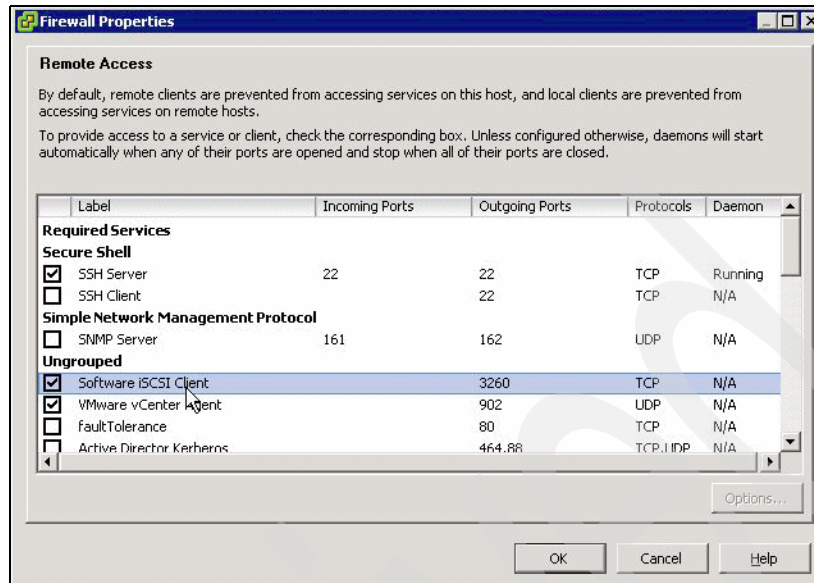 Firewall Properties
Remote Access
By default, remote clients are prevented from accessing services on this host, and local clients are prevented from
accessing services on remote hosts.
To provide access to a service or client, check the corresponding box. Unless configured otherwise, daemons will start
automatically when any of their ports are opened and stop when all of their ports are closed.
Label Incoming Ports Outgoing Ports Protocols Daemon
Required Services
Secure Shell
SSH Server 22 22 TCP Running
SSH Client 22 TCP N/A
Simple Network Management Protocol
SNMP Server 161 162 UDP N/A
Ungrouped
Software iSCSI Client 3260 TCP N/A
VMware vCenter Agent 902 UDP N/A
faultTolerance 80 TCP N/A
Active Director Kerberos 464,88 TCP,UDP N/A
Options...
OK Cancel Help